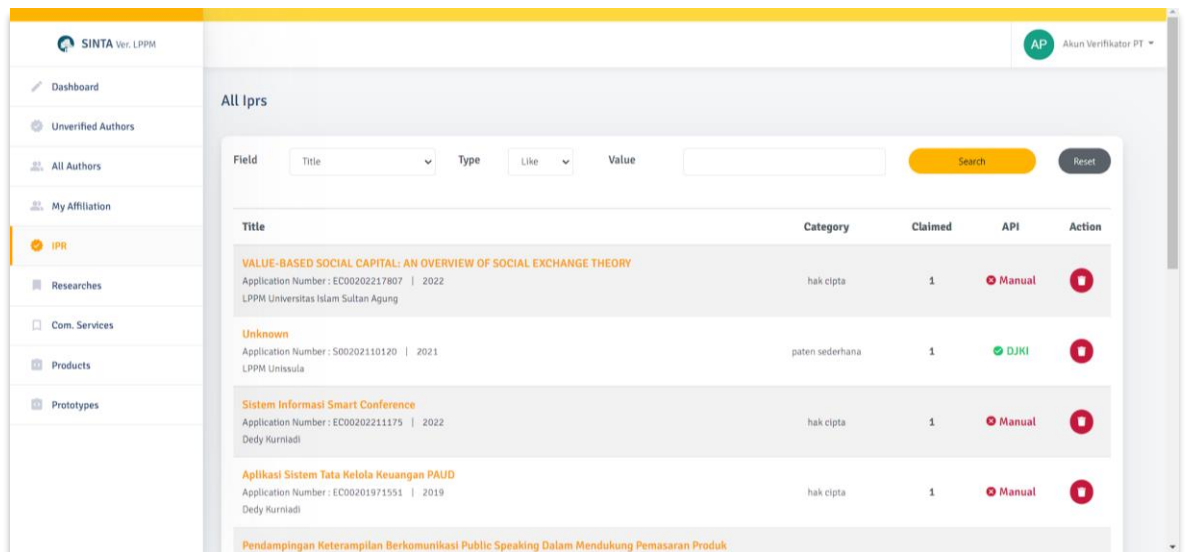 SINTA Ver. LPPM
AP Akun Verifikator PT
Dashboard
Unverified Authors
All Authors
My Affiliation
IPR
Researches
Com. Services
Products
Prototypes
All Iprs
Field Title Type Like Value Search Reset
Title Category Claimed API Action
VALUE-BASED SOCIAL CAPITAL: AN OVERVIEW OF SOCIAL EXCHANGE THEORY
Application Number : EC00202217807 | 2022 hak cipta 1 Manual
LPPM Universitas Islam Sultan Agung
Unknown
Application Number : S00202110120 | 2021 paten sederhana 1 DJKI
LPPM Unissula
Sistem Informasi Smart Conference
Application Number : EC00202211175 | 2022 hak cipta 1 Manual
Dedy Kurniadi
Aplikasi Sistem Tata Kelola Keuangan PAUD
Application Number : EC00201971551 | 2019 hak cipta 1 Manual
Dedy Kurniadi
Pendampingan Keterampilan Berkomunikasi Public Speaking Dalam Mendukung Pemasaran Produk